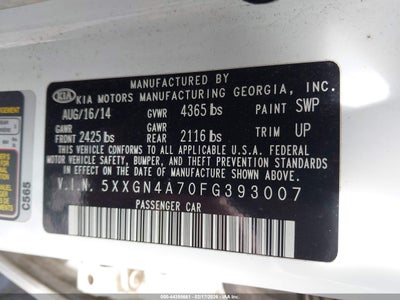 MANUFACTURED BY
KIA KIA MOTORS MANUFACTURING GEORGIA, INC.
AUG/16/14 GVWR 4365 lbs PAINT SWP
GAWR GAWR
FRONT 2425 lbs REAR 2116 lbs TRIM UP
THIS VEHICLE CONFORMS TO ALL APPLICABLE U.S.A. FEDERAL
MOTOR VEHICLE SAFETY, BUMPER, AND THEFT PREVENTION STANDARDS
IN EFFECT ON THE DATE OF MANUFACTURE SHOWN ABOVE.
V.I.N. 5XXGN4A70FG393007
PASSENGER CAR
C565